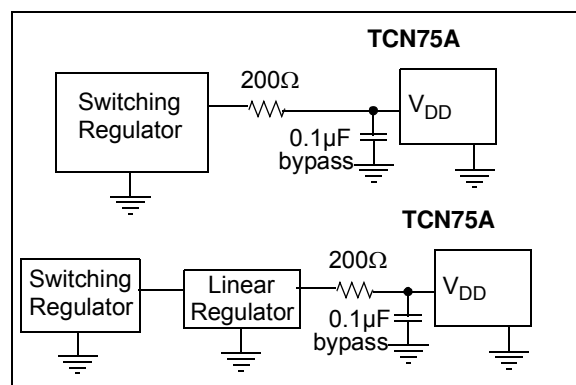 TCN75A
200Ω
Switching
Regulator
V_DD
0.1µF
bypass
TCN75A
Switching
Regulator
Linear
Regulator
200Ω
V_DD
0.1µF
bypass